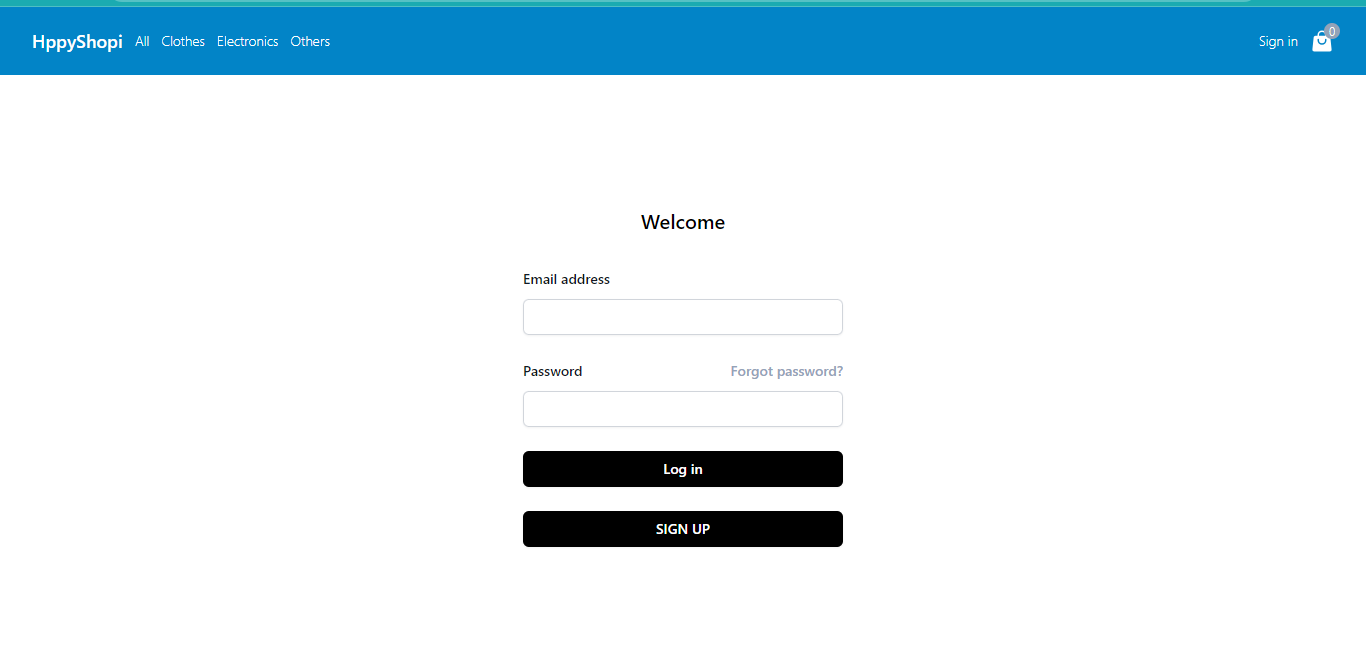 HppyShopi All Clothes Electronics Others Sign in 0
Welcome
Email address
Password Forgot password?
Log in
SIGN UP